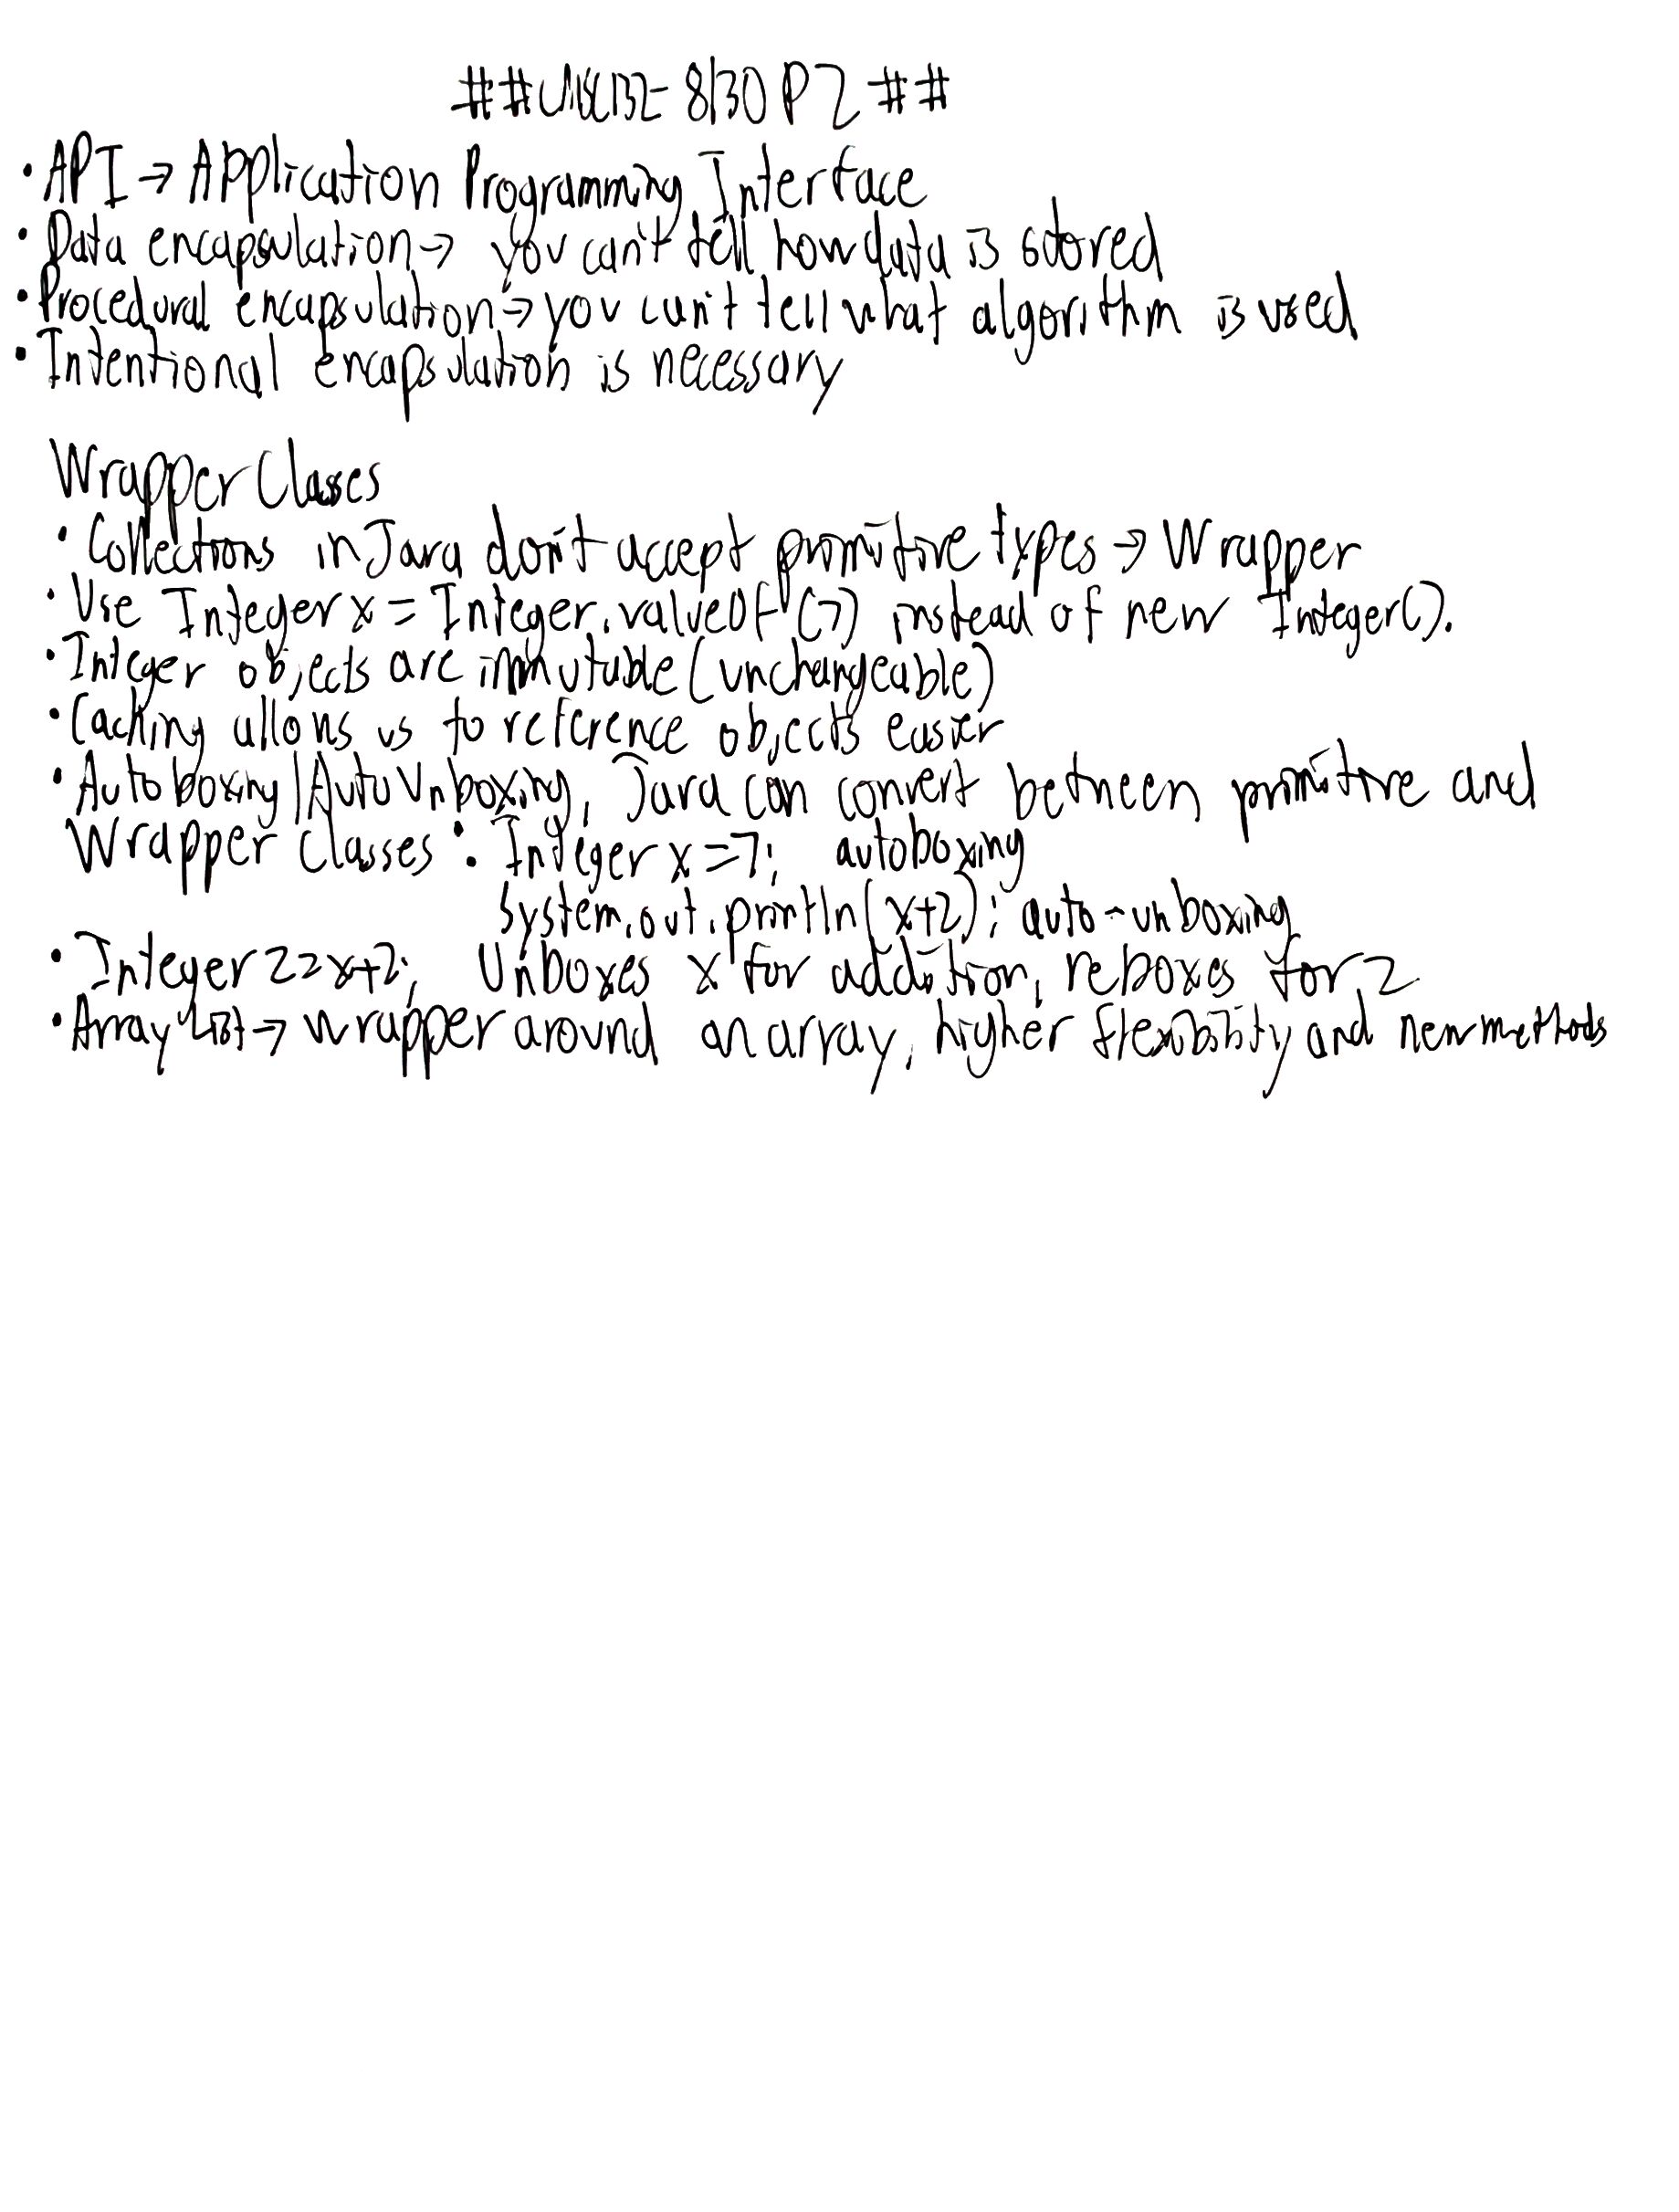 ## CMSC132 - 8/30 P2 ##
• API → Application Programming Interface
• Data encapsulation → you can't tell how data is stored
• Procedural encapsulation → you can't tell what algorithm is used
• Intentional encapsulation is necessary
Wrapper Classes
• Collections in Java don't accept primitive types → Wrapper
• Use Integer x = Integer.valueOf (7) instead of new Integer().
• Integer objects are immutable (unchangeable)
• Caching allows us to reference objects easier
• Autoboxing/Auto Unboxing, Java can convert between primitive and
Wrapper Classes : Integer x = 7; autoboxing
System.out.println(x+2); auto-unboxing
• Integer z = x+2; Unboxes x for addition, reboxes for z
• Array List → wrapper around an array, higher flexibility and new methods